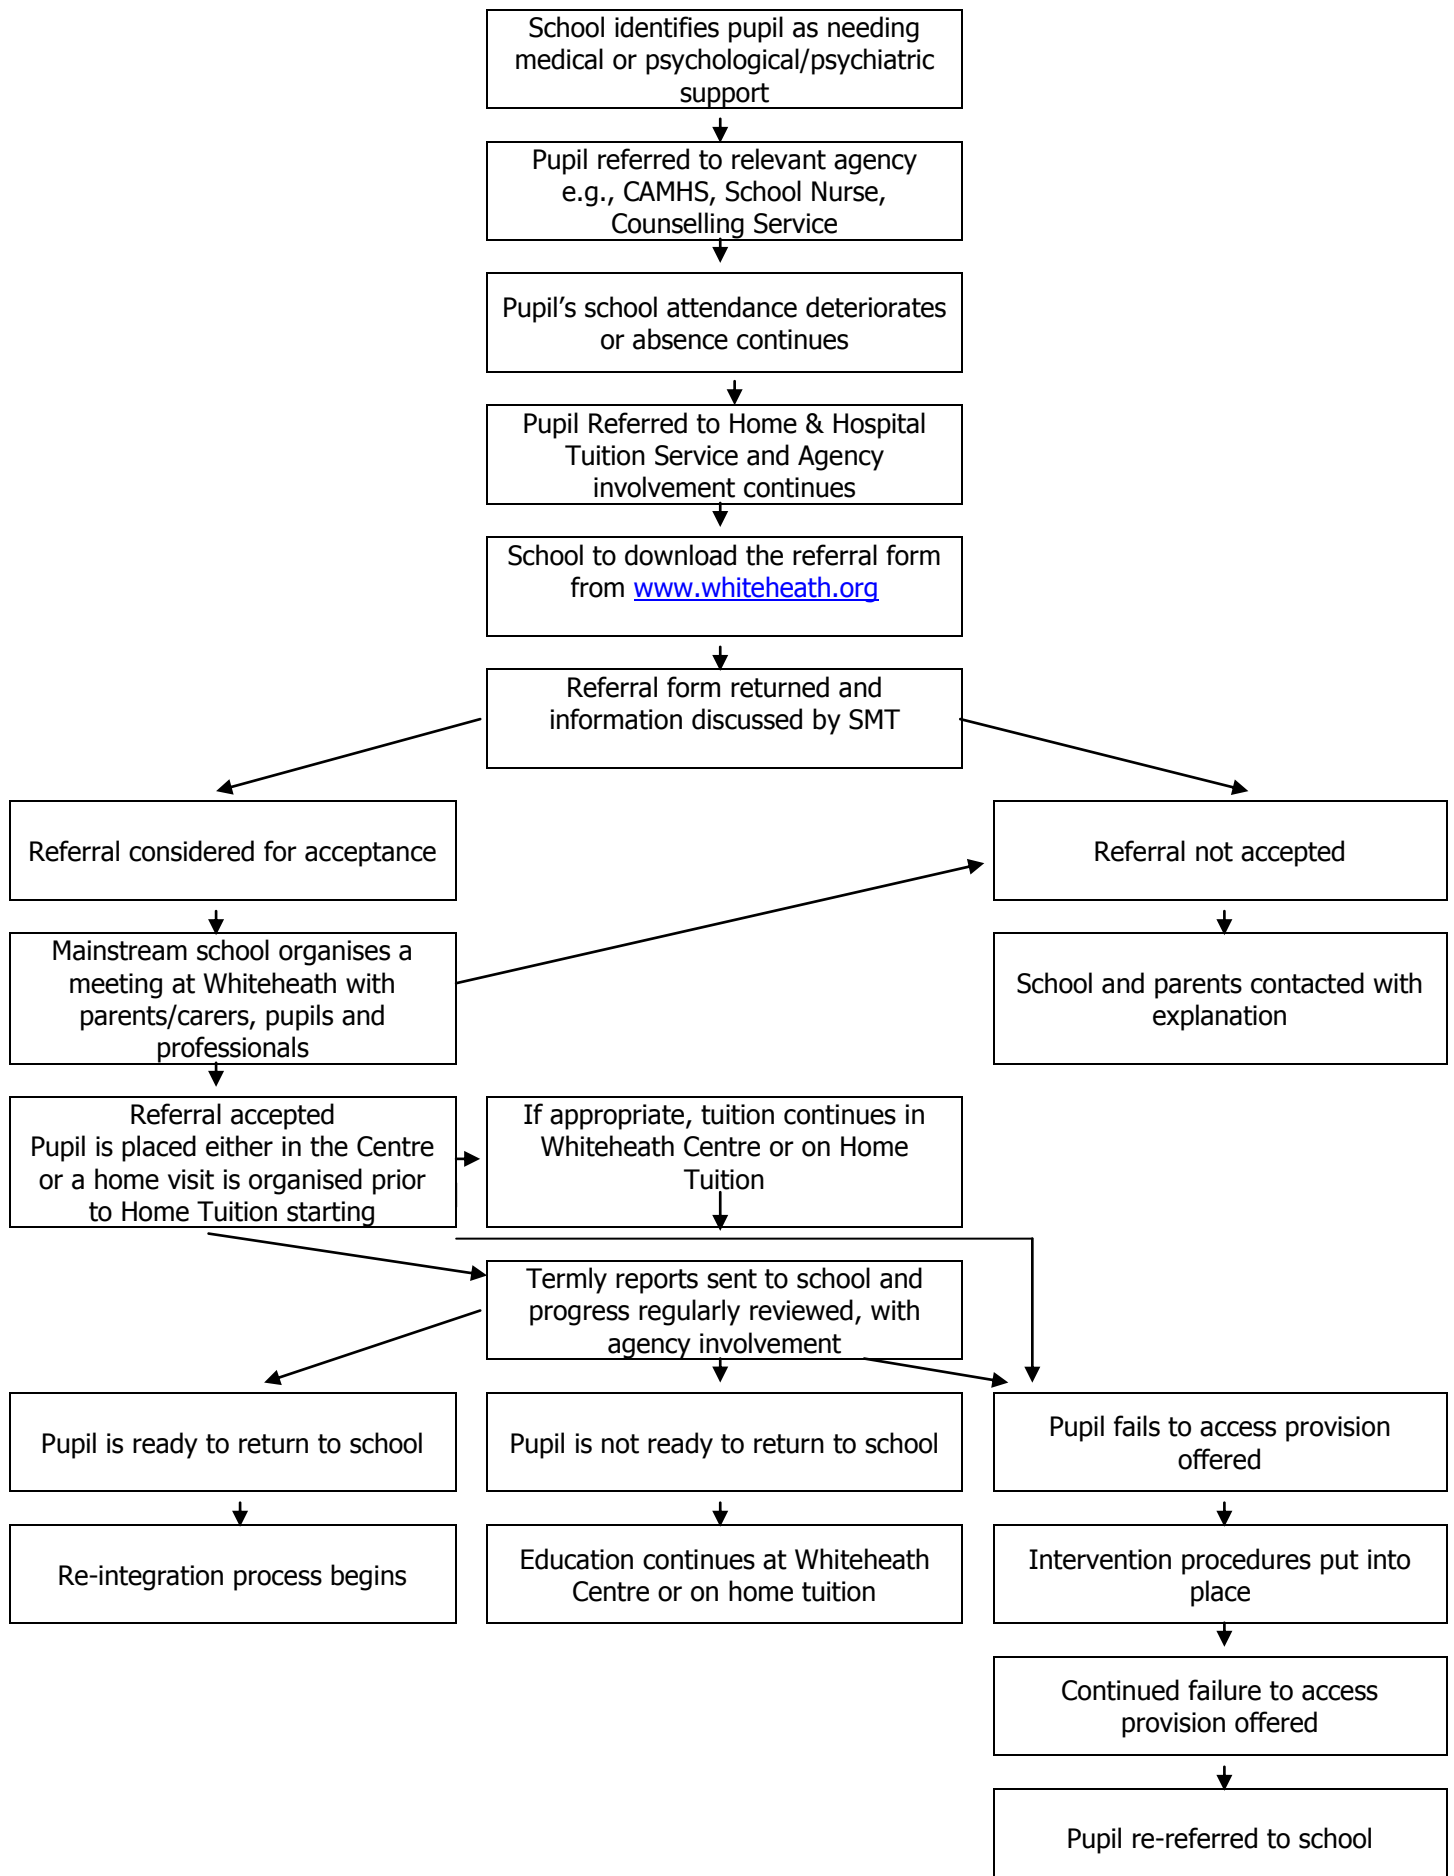 School identifies pupil as needing
medical or psychological/psychiatric
support
Pupil referred to relevant agency
e.g., CAMHS, School Nurse,
Counselling Service
Pupil's school attendance deteriorates
or absence continues
Pupil Referred to Home & Hospital
Tuition Service and Agency
involvement continues
School to download the referral form
from www.whiteheath.org
Referral form returned and
information discussed by SMT
Referral considered for acceptance
Referral not accepted
Mainstream school organises a
meeting at Whiteheath with
parents/carers, pupils and
professionals
School and parents contacted with
explanation
Referral accepted
Pupil is placed either in the Centre
or a home visit is organised prior
to Home Tuition starting
If appropriate, tuition continues in
Whiteheath Centre or on Home
Tuition
Termly reports sent to school and
progress regularly reviewed, with
agency involvement
Pupil is ready to return to school
Pupil is not ready to return to school
Pupil fails to access provision
offered
Re-integration process begins
Education continues at Whiteheath
Centre or on home tuition
Intervention procedures put into
place
Continued failure to access
provision offered
Pupil re-referred to school